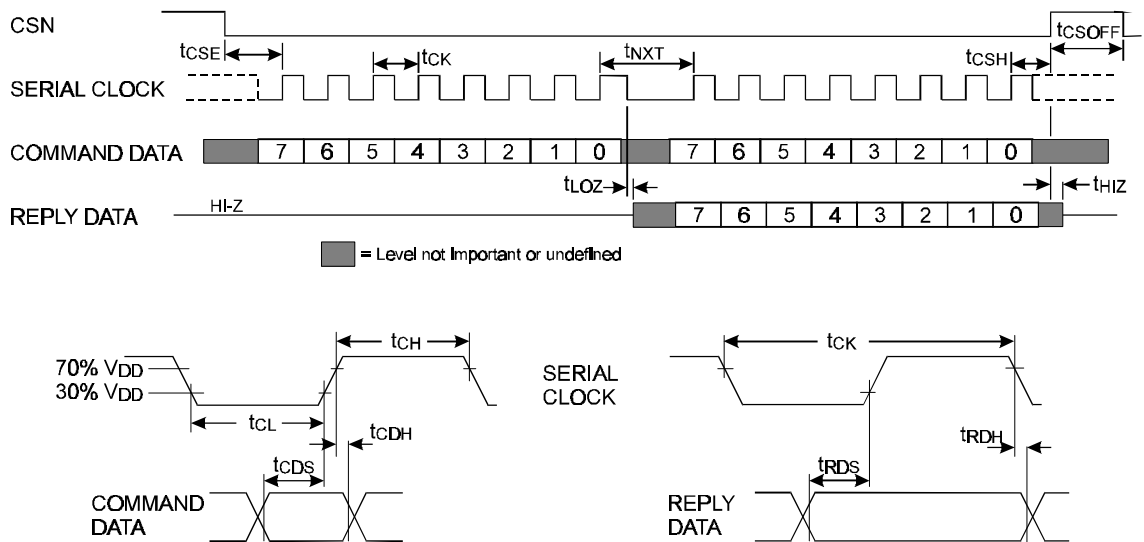 CSN
tCSE
tCK
tNXT
tCSH
tCSOFF
SERIAL CLOCK
COMMAND DATA
7 6 5 4 3 2 1 0
7 6 5 4 3 2 1 0
tLOZ
tHIZ
REPLY DATA
HI-Z
7 6 5 4 3 2 1 0
= Level not Important or undefined
70% VDD
30% VDD
tCH
tCL
tCDH
tCDS
COMMAND
DATA
SERIAL
CLOCK
tCK
tRDH
tRDS
REPLY
DATA